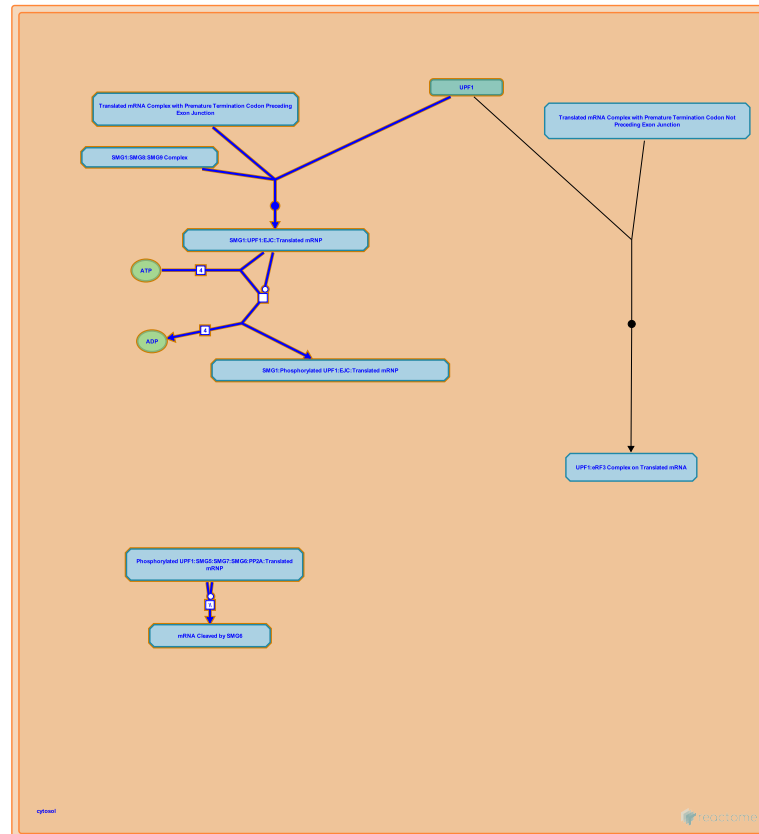 UPF1
Translated mRNA Complex with Premature Termination Codon Preceding
Exon Junction
Translated mRNA Complex with Premature Termination Codon Not
Preceding Exon Junction
SMG1:SMG8:SMG9 Complex
SMG1:UPF1:EJC:Translated mRNP
ATP
4
ADP
4
SMG1:Phosphorylated UPF1:EJC:Translated mRNP
UPF1:eRF3 Complex on Translated mRNA
Phosphorylated UPF1:SMG5:SMG7:SMG6:PP2A:Translated
mRNP
mRNA Cleaved by SMG6
cytosol
reactome